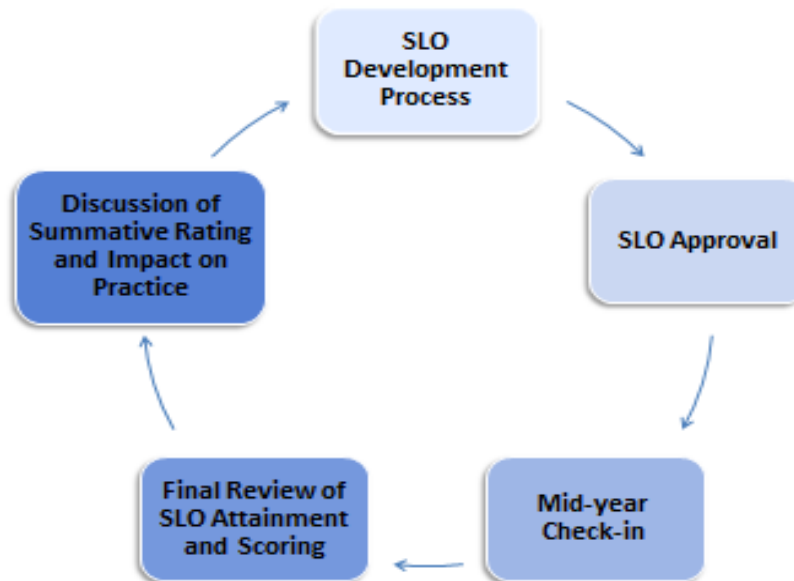 SLO
Development
Process
SLO Approval
Mid-year
Check-in
Final Review of
SLO Attainment
and Scoring
Discussion of
Summative Rating
and Impact on
Practice